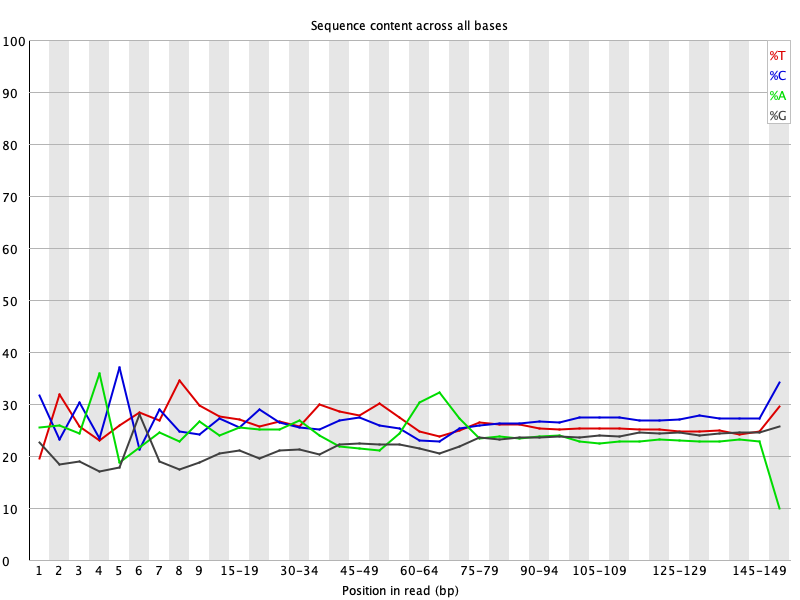 Sequence content across all bases
100
90
80
70
60
50
40
30
20
10
0
%T
%C
%A
%G
1 2 3 4 5 6 7 8 9 15-19 30-34 45-49 60-64 75-79 90-94 105-109 125-129 145-149
Position in read (bp)